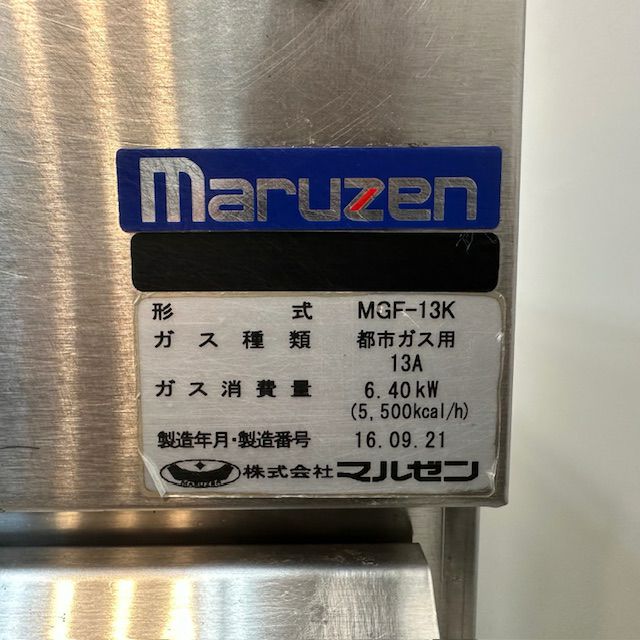 maruzen
形式 MGF-13K
ガス種類 都市ガス用
13A
ガス消費量 6.40kW
(5,500kcal/h)
製造年月・製造番号 16.09.21
MARUZEN 株式会社マルゼン